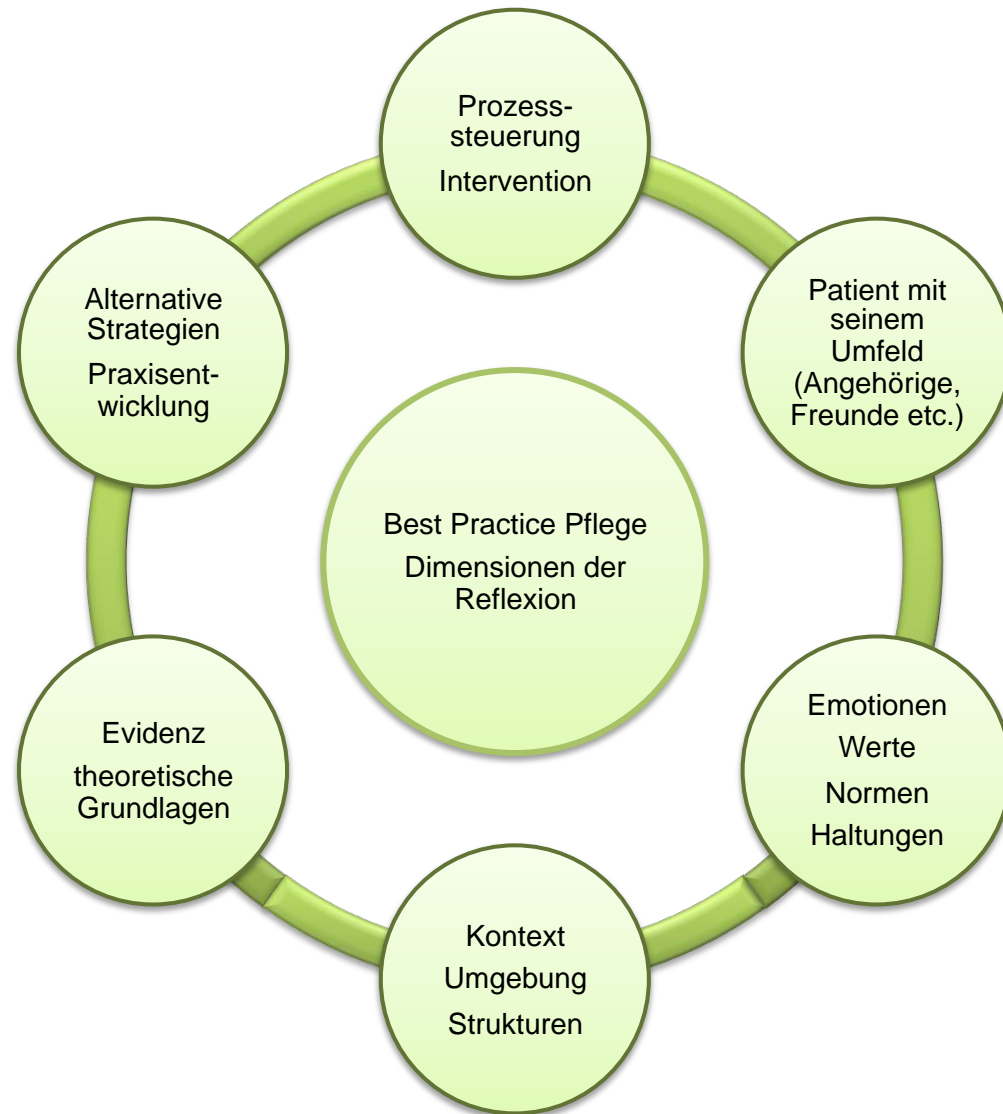 Prozess-
steuerung
Intervention
Patient mit
seinem
Umfeld
(Angehörige,
Freunde etc.)
Emotionen
Werte
Normen
Haltungen
Kontext
Umgebung
Strukturen
Evidenz
theoretische
Grundlagen
Alternative
Strategien
Praxisent-
wicklung
Best Practice Pflege
Dimensionen der
Reflexion